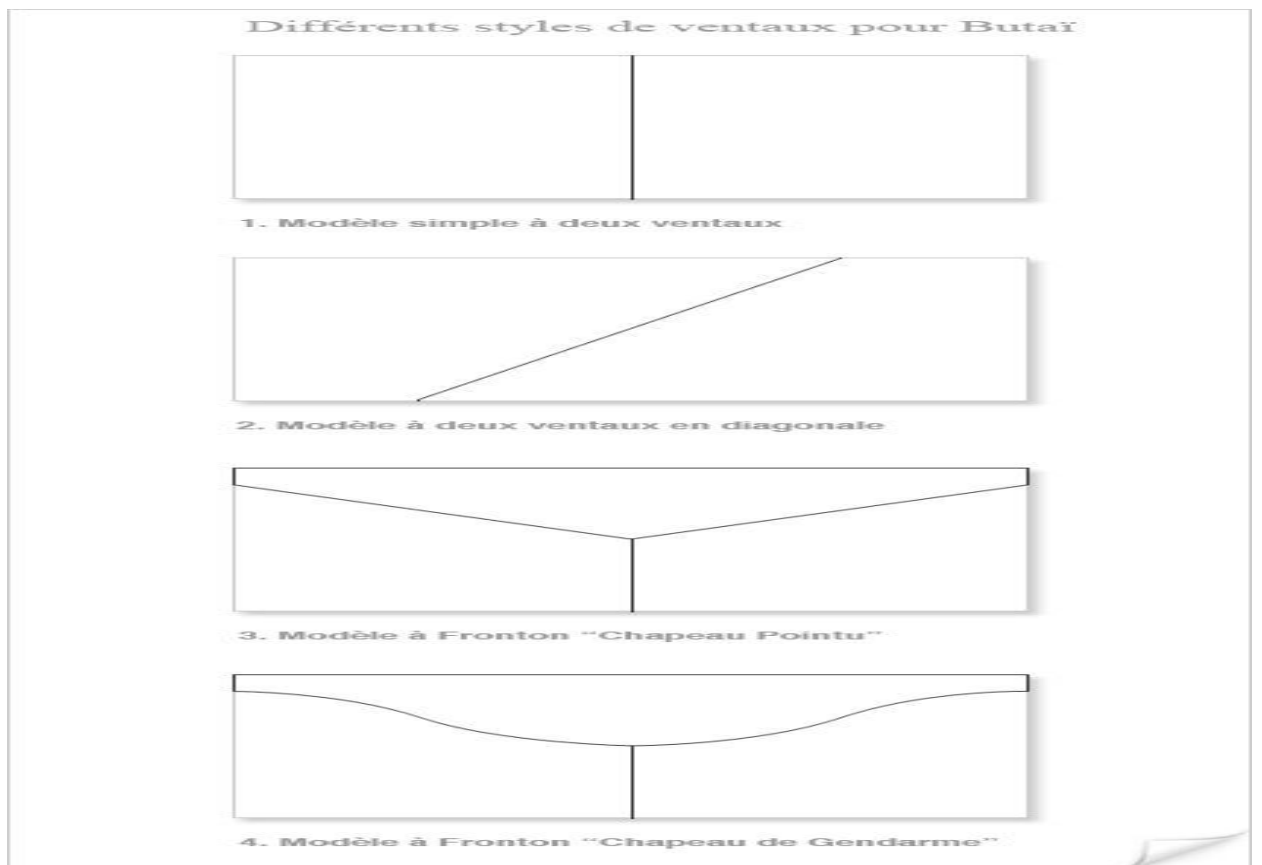 Différents styles de ventaux pour Butaï
1. Modèle simple à deux ventaux
2. Modèle à deux ventaux en diagonale
3. Modèle à Fronton “Chapeau Pointu”
4. Modèle à Fronton “Chapeau de Gendarme”